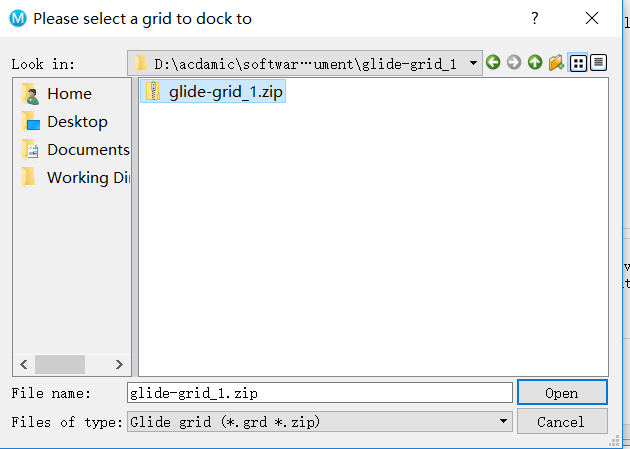 Please select a grid to dock to
Look in: D:\acdamic\softwar…ument\glide-grid_1
Home
Desktop
Documents
Working Di
glide-grid_1.zip
File name: glide-grid_1.zip Open
Files of type: Glide grid (*.grd *.zip) Cancel